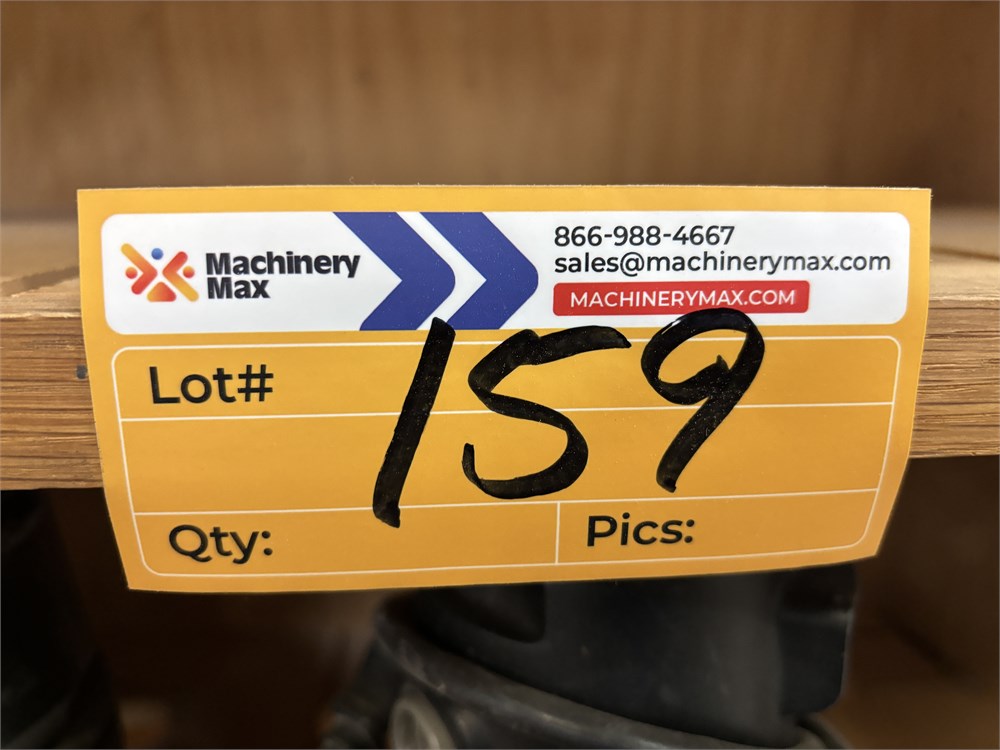 Machinery
Max
866-988-4667
sales@machinerymax.com
MACHINERYMAX.COM
Lot# 159
Qty:
Pics: